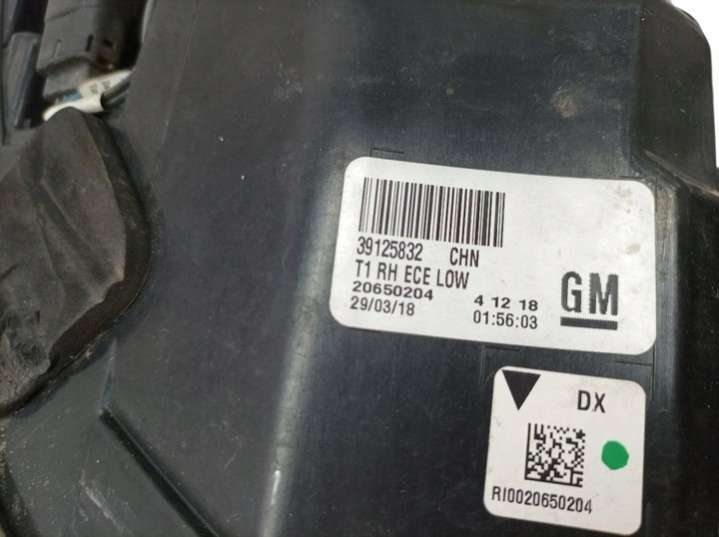 39125832 CHN
T1 RH ECE LOW
20650204 4 12 18
29/03/18 01:56:03
GM
DX
RI0020650204